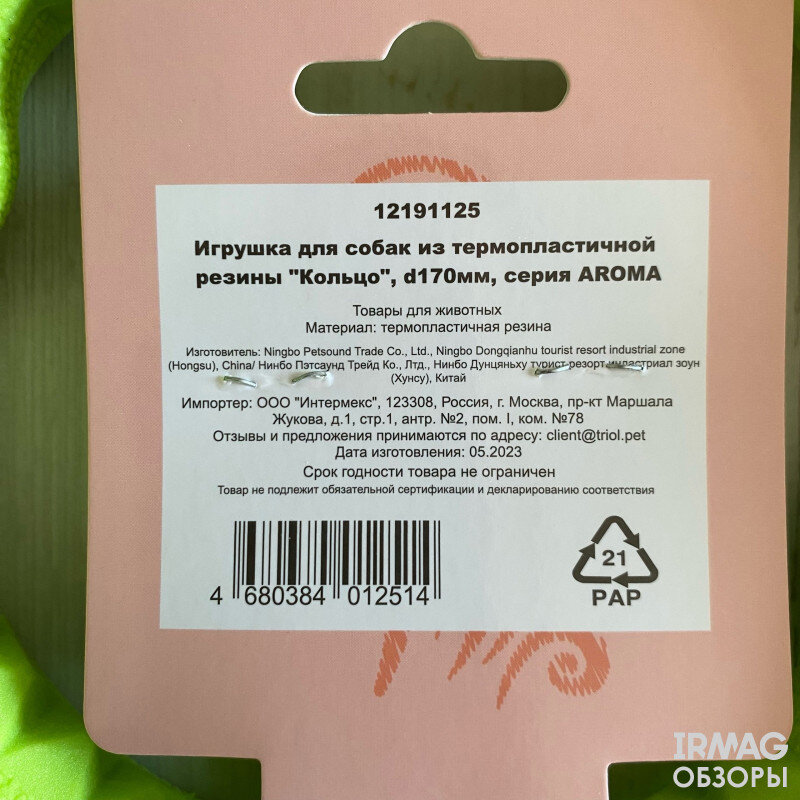 12191125
Игрушка для собак из термопластичной
резины "Кольцо", d170мм, серия AROMA
Товары для животных
Материал: термопластичная резина
Изготовитель: Ningbo Petsound Trade Co., Ltd., Ningbo Dongqianhu tourist resort industrial zone
(Hongsu), China/ Нинбо Пэтсаунд Трейд Ко., Лтд., Нинбо Дунцяньху турист резорт индастриал зоун
(Хунсу), Китай
Импортер: ООО "Интермекс", 123308, Россия, г. Москва, пр-кт Маршала
Жукова, д.1, стр.1, антр. №2, пом. I, ком. №78
Отзывы и предложения принимаются по адресу: client@triol.pet
Дата изготовления: 05.2023
Срок годности товара не ограничен
Товар не подлежит обязательной сертификации и декларированию соответствия
4 680384 012514
21
PAP
IRMAG
ОБЗОРЫ